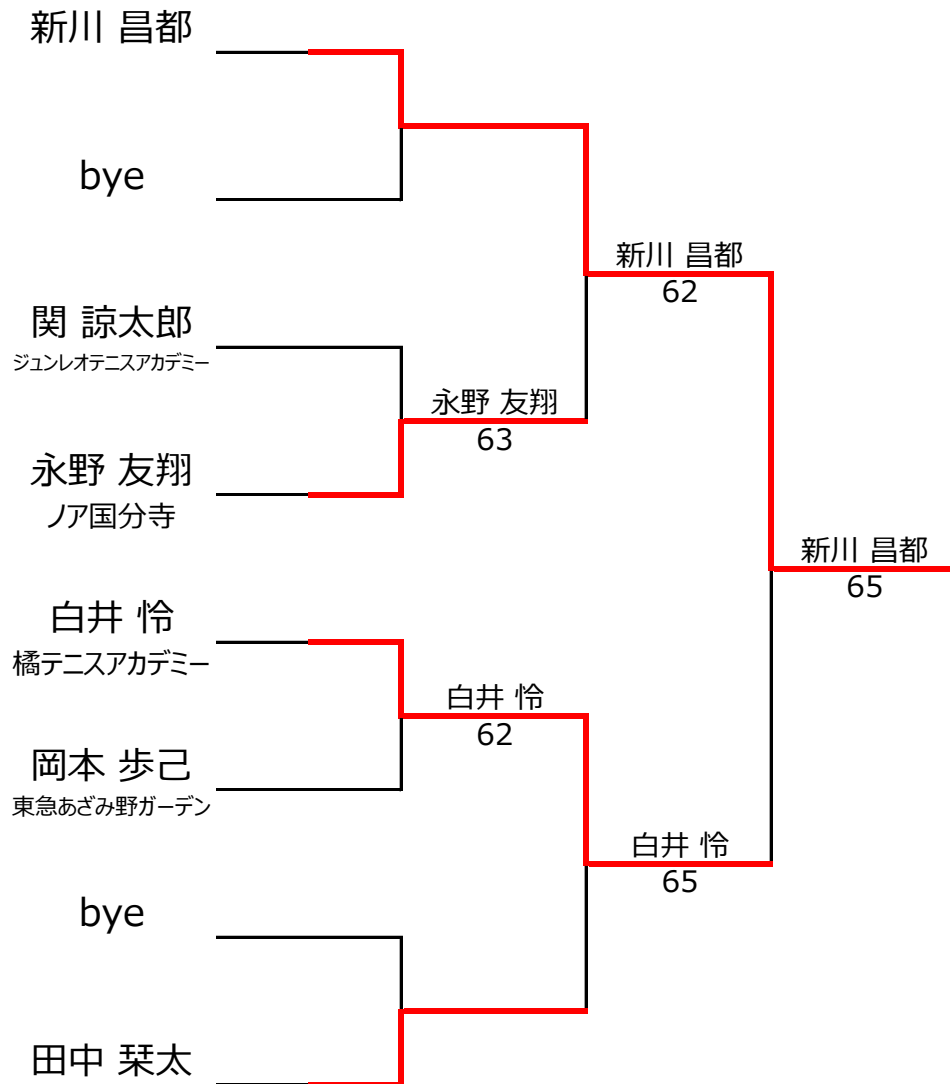 新川 昌都
bye
新川 昌都
62
関 諒太郎
ジュンレオテニスアカデミー
永野 友翔
63
永野 友翔
ノア国分寺
新川 昌都
65
白井 怜
橘テニスアカデミー
白井 怜
62
岡本 歩己
東急あざみ野ガーデン
白井 怜
65
bye
田中 栞太